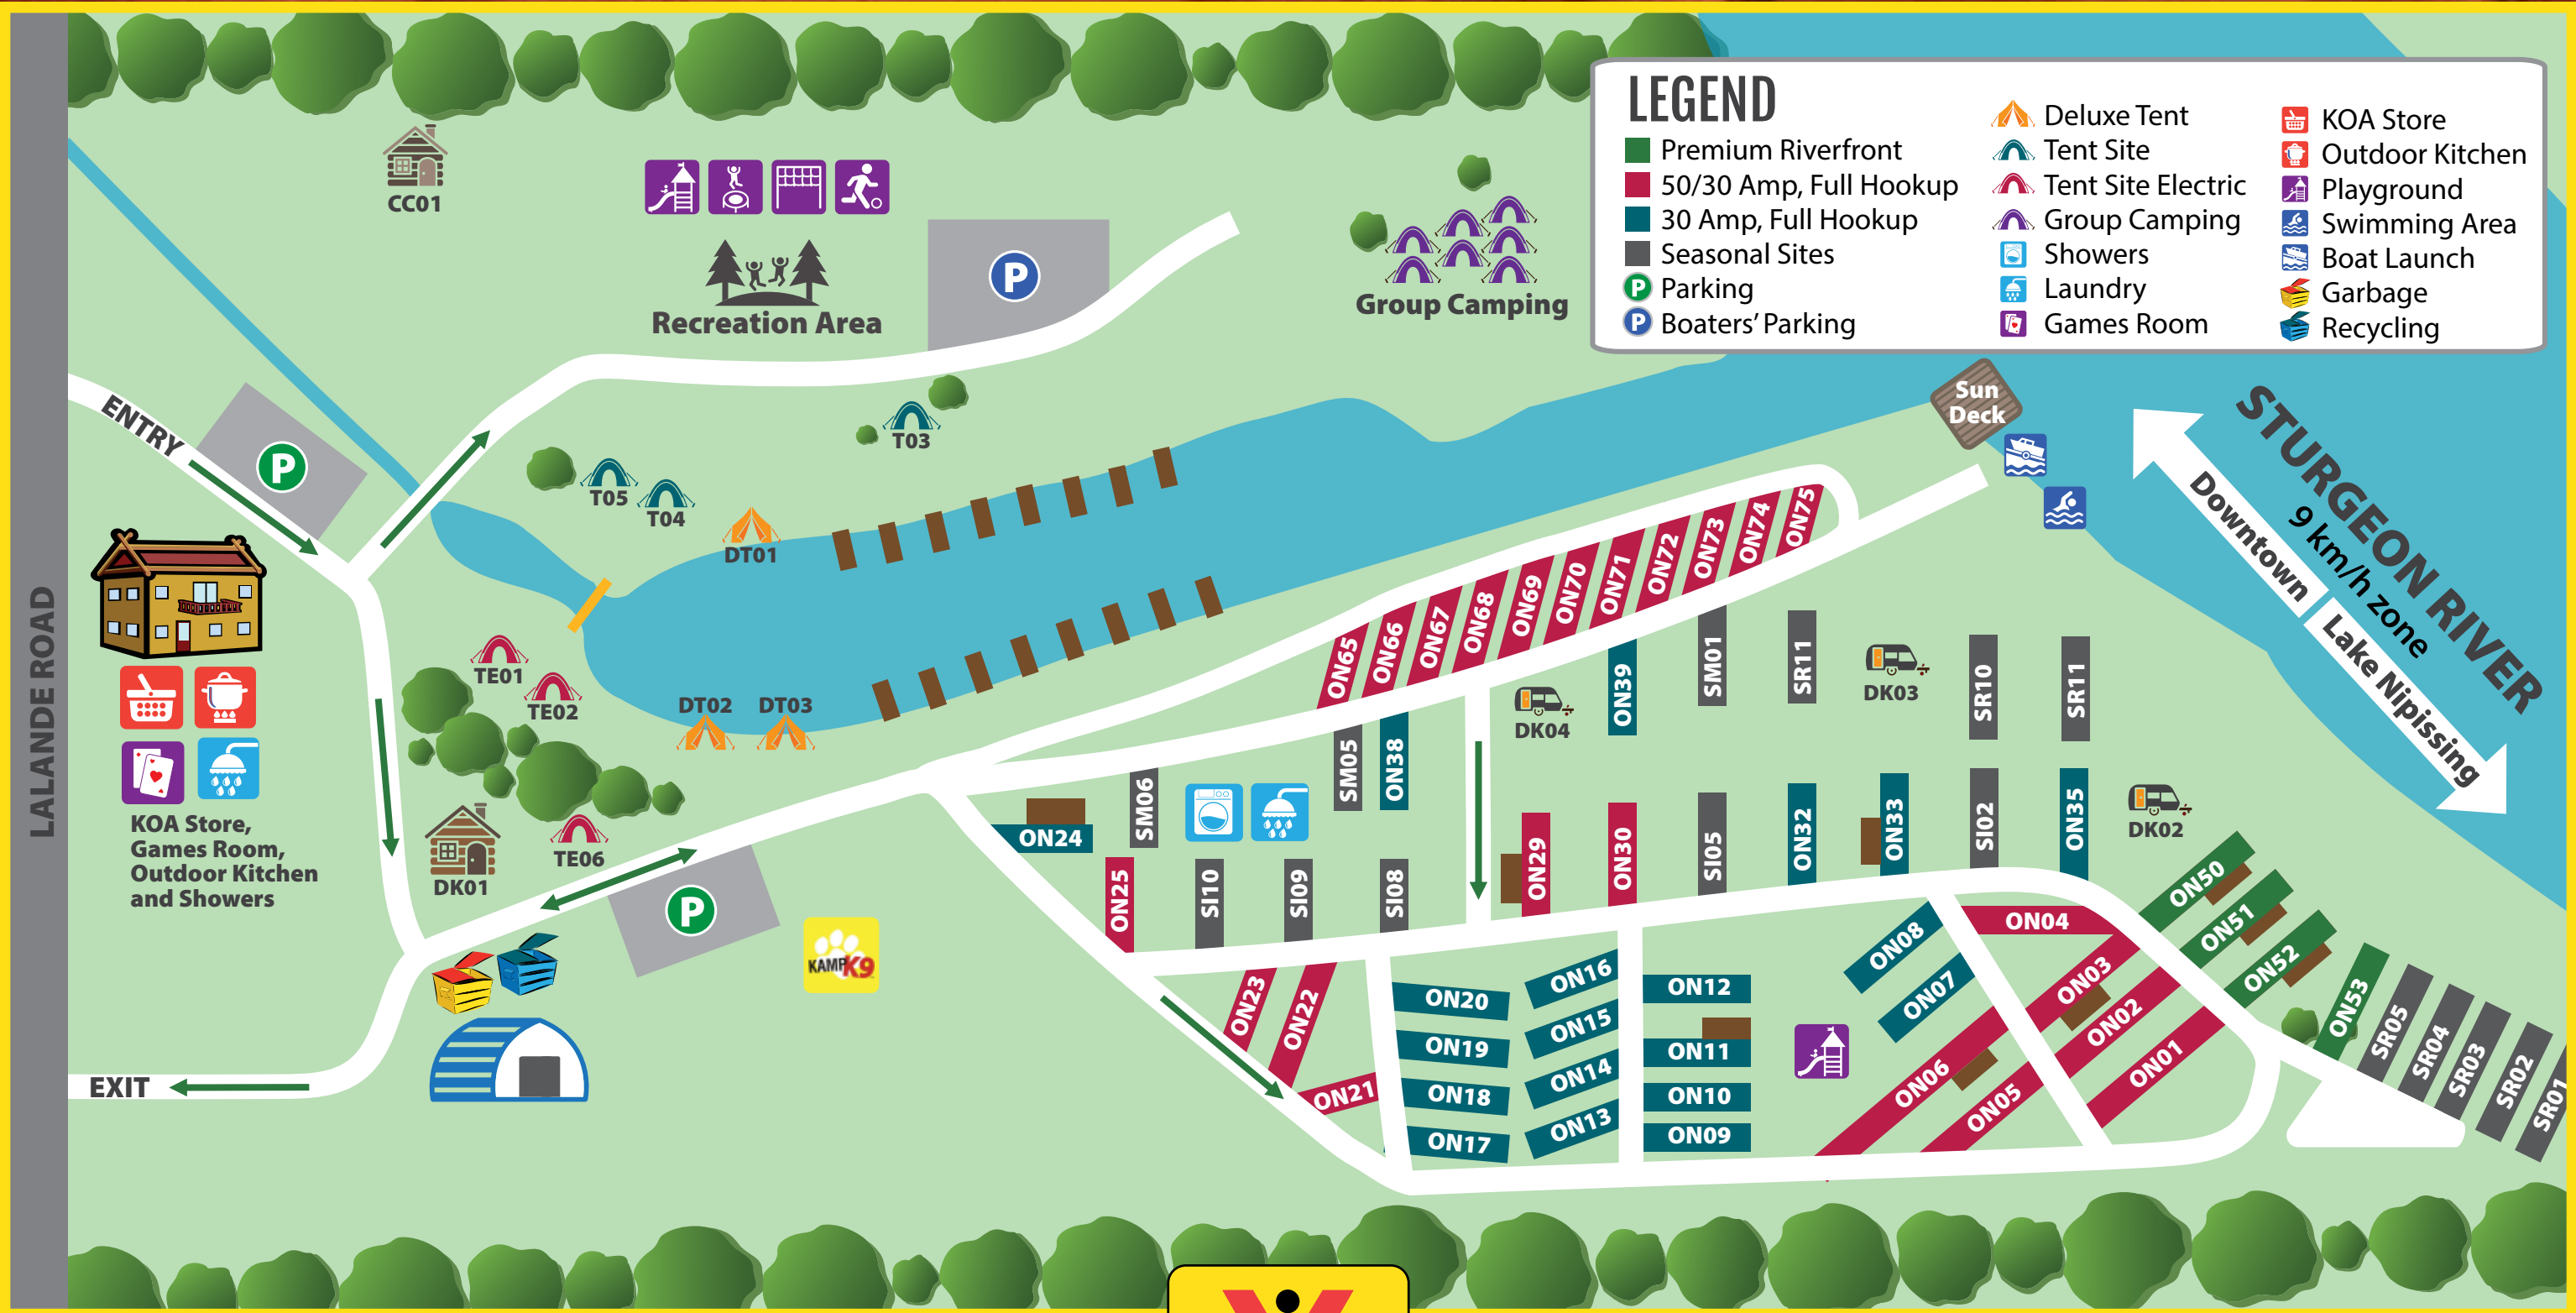 LEGEND
Premium Riverfront
50/30 Amp, Full Hookup
30 Amp, Full Hookup
Seasonal Sites
P Parking
P Boaters' Parking
Deluxe Tent
Tent Site
Tent Site Electric
Group Camping
Showers
Laundry
Games Room
KOA Store
Outdoor Kitchen
Playground
Swimming Area
Boat Launch
Garbage
Recycling
CC01
Recreation Area
P
Group Camping
LALANDE ROAD
ENTRY
P
T03
T05
T04
DT01
Sun
Deck
STURGEON RIVER
9 km/h zone
Downtown
Lake Nipissing
TE01
TE02
DT02
DT03
TE06
DK01
KOA Store,
Games Room,
Outdoor Kitchen
and Showers
P
KAMP K9
EXIT
ON65
ON66
ON67
ON68
ON69
ON70
ON71
ON72
ON73
ON74
ON75
SM05
ON38
DK04
ON39
SM01
SR11
DK03
SR10
SR11
ON24
SM06
ON25
SI10
SI09
SI08
ON29
ON30
SI05
ON32
ON33
SI02
ON35
DK02
ON50
ON51
ON52
ON53
SR05
SR04
SR03
SR02
SR01
ON23
ON22
ON21
ON20
ON19
ON18
ON17
ON16
ON15
ON14
ON13
ON12
ON11
ON10
ON09
ON08
ON07
ON04
ON03
ON02
ON01
ON06
ON05